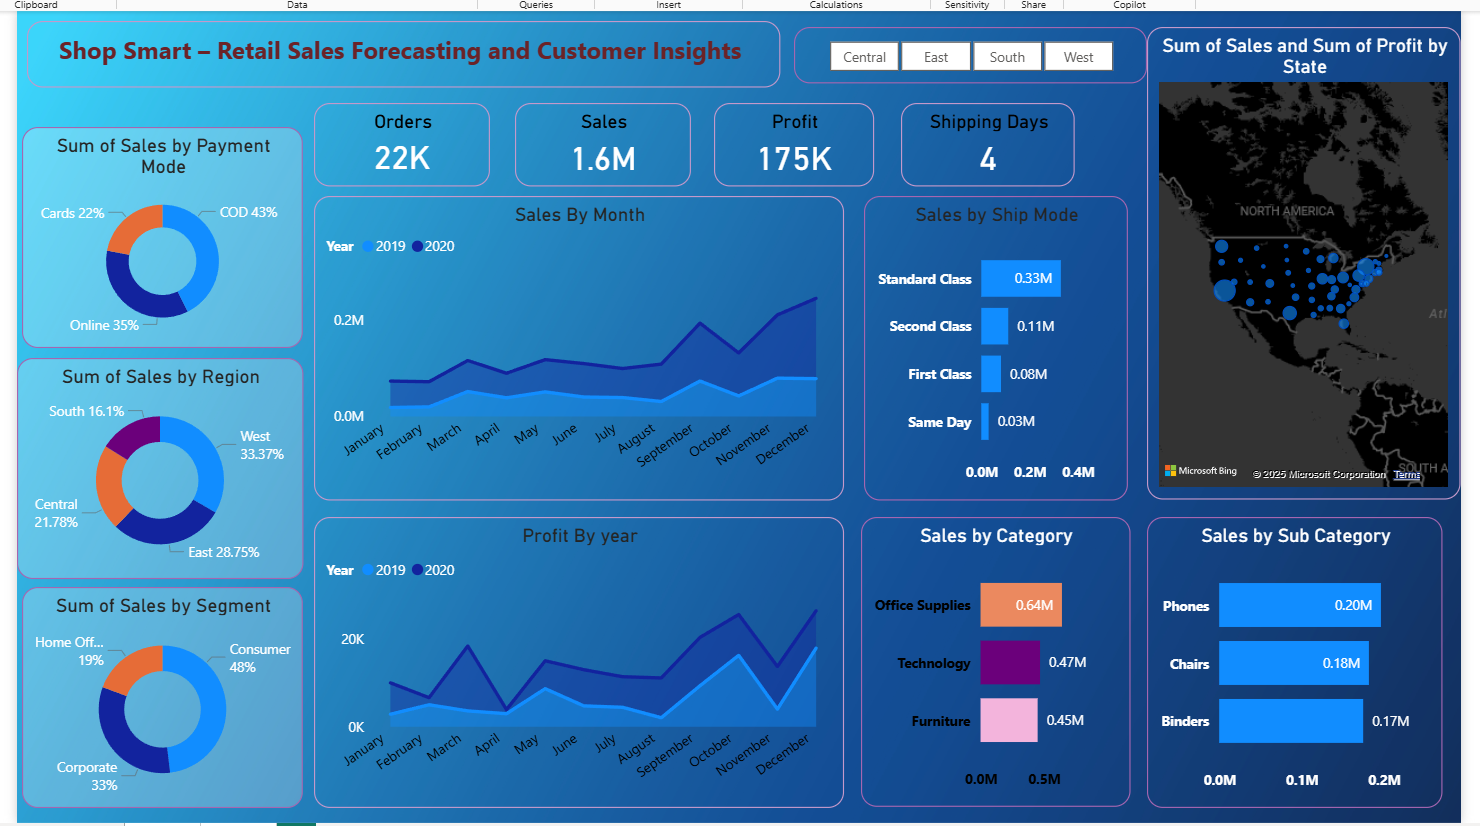 Clipboard
Data
Queries
Insert
Calculations
Sensitivity
Share
Copilot
Shop Smart – Retail Sales Forecasting and Customer Insights
Central
East
South
West
Sum of Sales and Sum of Profit by
State
Orders
22K
Sales
1.6M
Profit
175K
Shipping Days
4
Sum of Sales by Payment
Mode
Cards 22%
COD 43%
Online 35%
Sales By Month
Year 2019 2020
0.2M
0.0M
January
February
March
April
May
June
July
August
September
October
November
December
Sales by Ship Mode
Standard Class 0.33M
Second Class 0.11M
First Class 0.08M
Same Day 0.03M
0.0M 0.2M 0.4M
NORTH AMERICA
Atl
SOUTH A
Microsoft Bing
© 2025 Microsoft Corporation Terms
Sum of Sales by Region
South 16.1%
West
33.37%
Central
21.78%
East 28.75%
Sum of Sales by Segment
Home Off...
19%
Consumer
48%
Corporate
33%
Profit By year
Year 2019 2020
20K
0K
January
February
March
April
May
June
July
August
September
October
November
December
Sales by Category
Office Supplies 0.64M
Technology 0.47M
Furniture 0.45M
0.0M 0.5M
Sales by Sub Category
Phones 0.20M
Chairs 0.18M
Binders 0.17M
0.0M 0.1M 0.2M